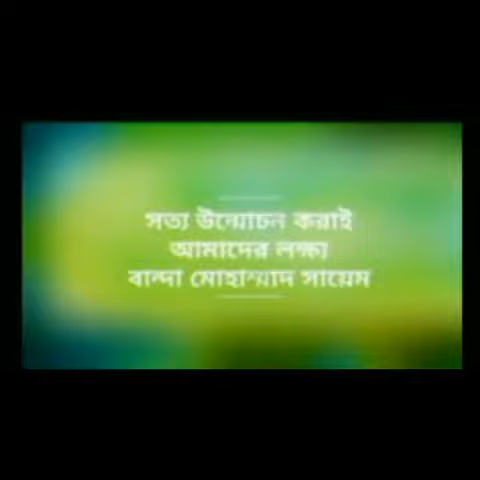 সত্য উন্মোচন করাই
আমাদের লক্ষ্য
বান্দা মোহাম্মাদ সায়েম